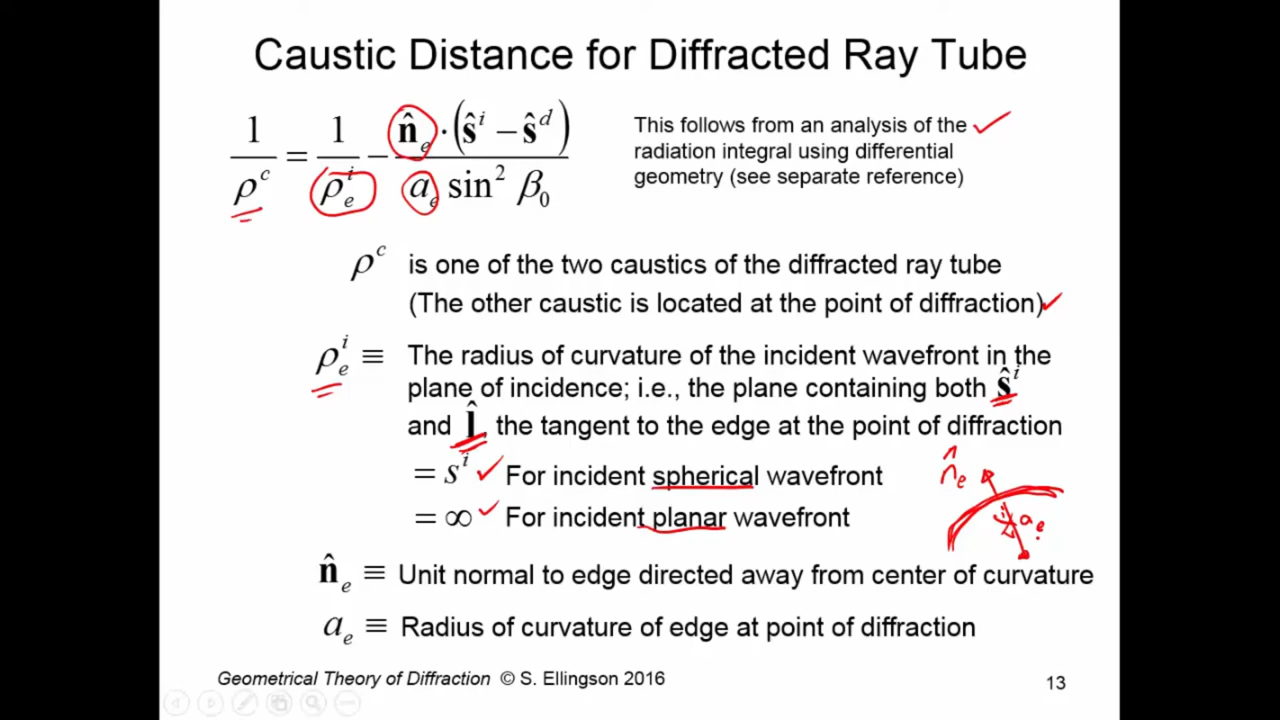 Caustic Distance for Diffracted Ray Tube
1/ρ^c = 1/ρ_e^i − n̂_e · (ŝ^i − ŝ^d) / a_e sin² β_0
This follows from an analysis of the
radiation integral using differential
geometry (see separate reference)
ρ^c is one of the two caustics of the diffracted ray tube
(The other caustic is located at the point of diffraction)
ρ_e^i ≡ The radius of curvature of the incident wavefront in the
plane of incidence; i.e., the plane containing both ŝ^i
and l̂, the tangent to the edge at the point of diffraction
= s^i For incident spherical wavefront
= ∞ For incident planar wavefront
n̂_e
a_e
n̂_e ≡ Unit normal to edge directed away from center of curvature
a_e ≡ Radius of curvature of edge at point of diffraction
Geometrical Theory of Diffraction © S. Ellingson 2016
13